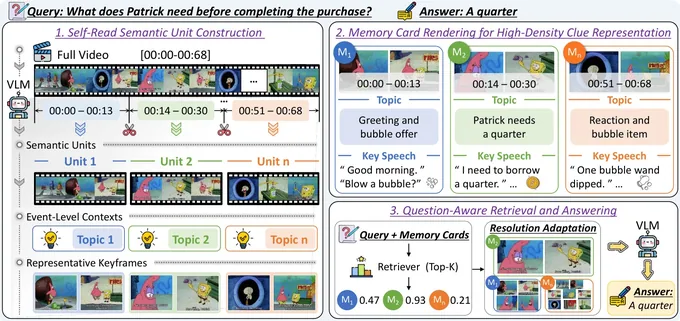 Query: What does Patrick need before completing the purchase?
Answer: A quarter
1. Self-Read Semantic Unit Construction
Full Video [00:00-00:68]
VLM
...
00:00 – 00:13
00:14 – 00:30
...
00:51 – 00:68
Semantic Units
Unit 1
Unit 2
Unit n
Event-Level Contexts
Topic 1
Topic 2
Topic n
Representative Keyframes
2. Memory Card Rendering for High-Density Clue Representation
M1
00:00 – 00:13
Topic
Greeting and
bubble offer
Key Speech
“ Good morning. ”
“Blow a bubble?”
M2
00:14 – 00:30
Topic
Patrick needs
a quarter
Key Speech
“ I need to borrow
a quarter. ” ...
Mn
00:51 – 00:68
Topic
Reaction and
bubble item
Key Speech
“ One bubble wand
dipped. ” ...
3. Question-Aware Retrieval and Answering
Query + Memory Cards
Retriever (Top-K)
M1 0.47 M2 0.93 Mn 0.21
Resolution Adaptation
M2
M1
Mn
VLM
Answer:
A quarter